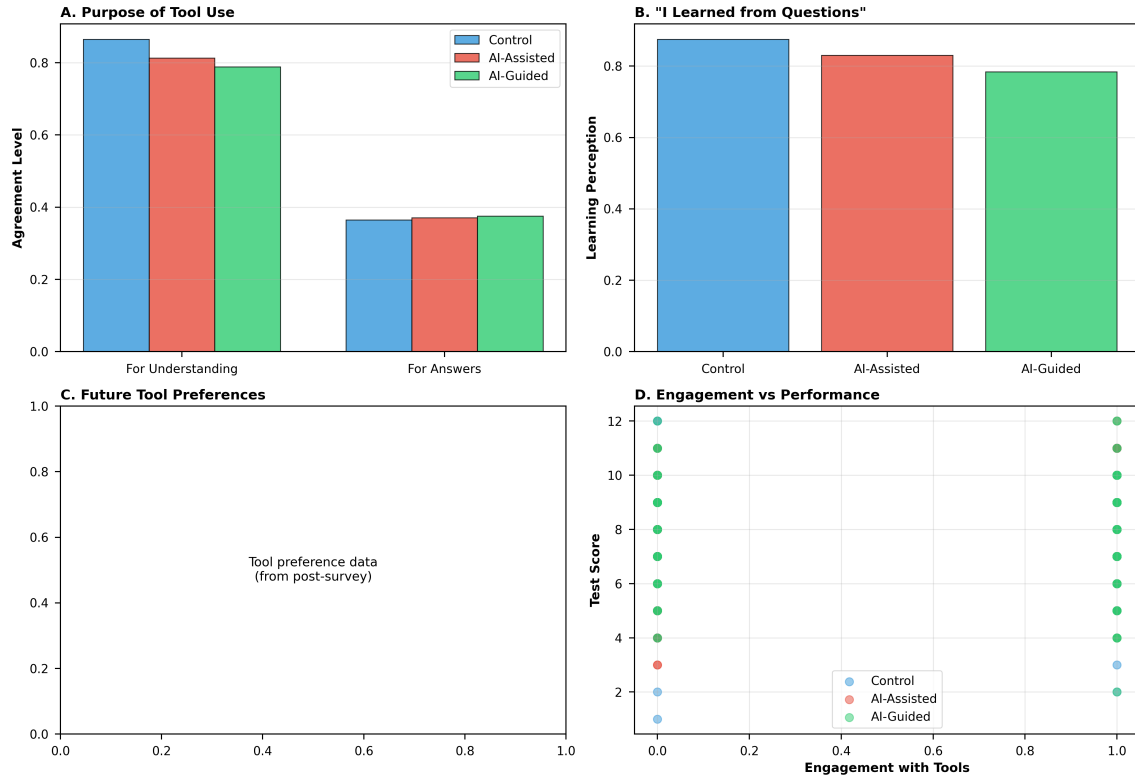 A. Purpose of Tool Use
Agreement Level
0.8
0.6
0.4
0.2
0.0
Control
AI-Assisted
AI-Guided
For Understanding
For Answers
B. "I Learned from Questions"
Learning Perception
0.8
0.6
0.4
0.2
0.0
Control
AI-Assisted
AI-Guided
C. Future Tool Preferences
1.0
0.8
0.6
0.4
0.2
0.0
Tool preference data
(from post-survey)
0.0 0.2 0.4 0.6 0.8 1.0
D. Engagement vs Performance
Test Score
12
10
8
6
4
2
Control
AI-Assisted
AI-Guided
0.0 0.2 0.4 0.6 0.8 1.0
Engagement with Tools